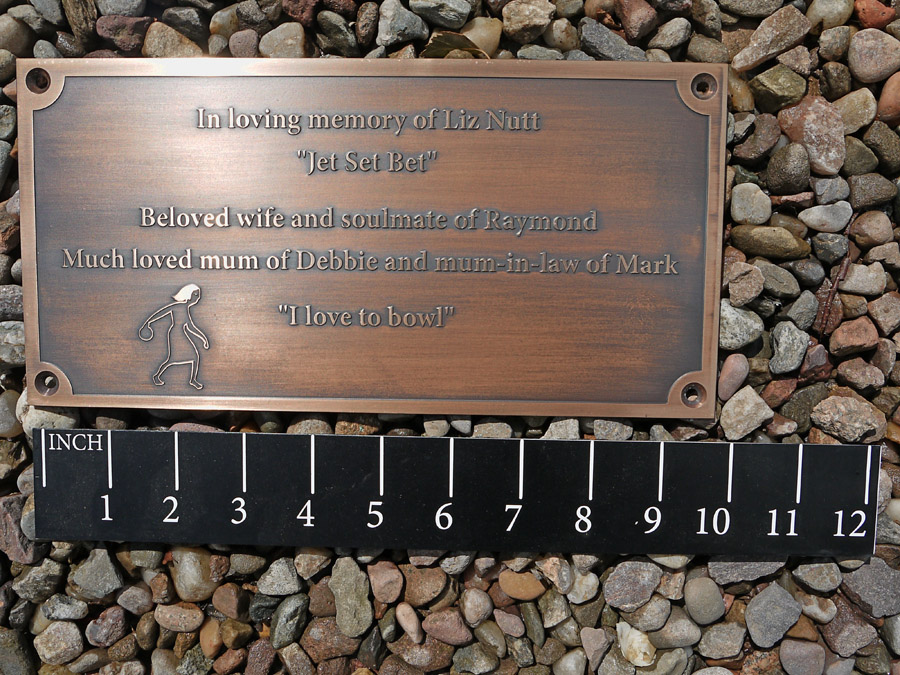 In loving memory of Liz Nutt
"Jet Set Bet"
Beloved wife and soulmate of Raymond
Much loved mum of Debbie and mum-in-law of Mark
"I love to bowl"
INCH
1 2 3 4 5 6 7 8 9 10 11 12